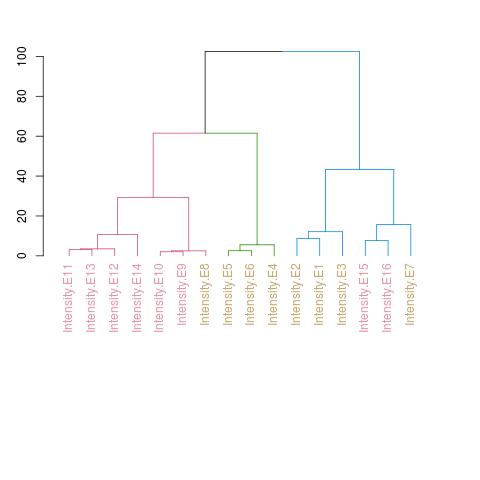 100
80
60
40
20
0
Intensity.E11
Intensity.E13
Intensity.E12
Intensity.E14
Intensity.E10
Intensity.E9
Intensity.E8
Intensity.E5
Intensity.E6
Intensity.E4
Intensity.E2
Intensity.E1
Intensity.E3
Intensity.E15
Intensity.E16
Intensity.E7